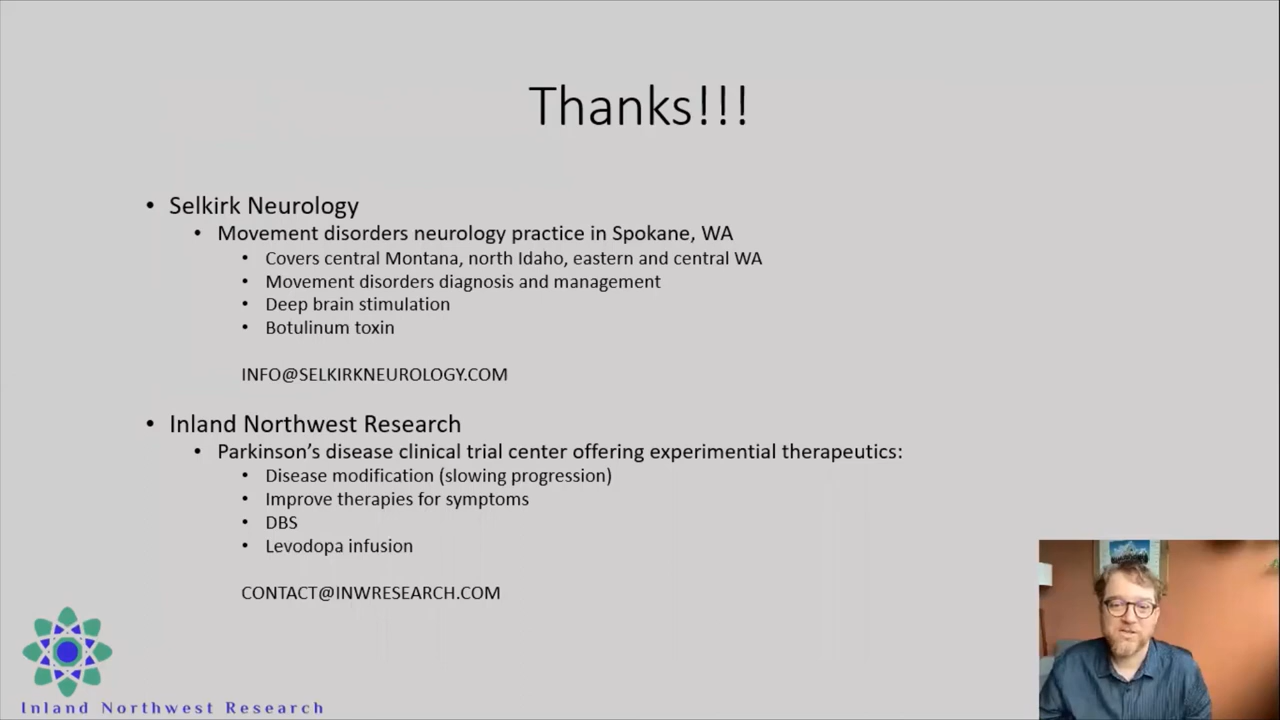 Thanks!!!
• Selkirk Neurology
• Movement disorders neurology practice in Spokane, WA
• Covers central Montana, north Idaho, eastern and central WA
• Movement disorders diagnosis and management
• Deep brain stimulation
• Botulinum toxin
INFO@SELKIRKNEUROLOGY.COM
• Inland Northwest Research
• Parkinson's disease clinical trial center offering experimental therapeutics:
• Disease modification (slowing progression)
• Improve therapies for symptoms
• DBS
• Levodopa infusion
CONTACT@INWRESEARCH.COM
Inland Northwest Research